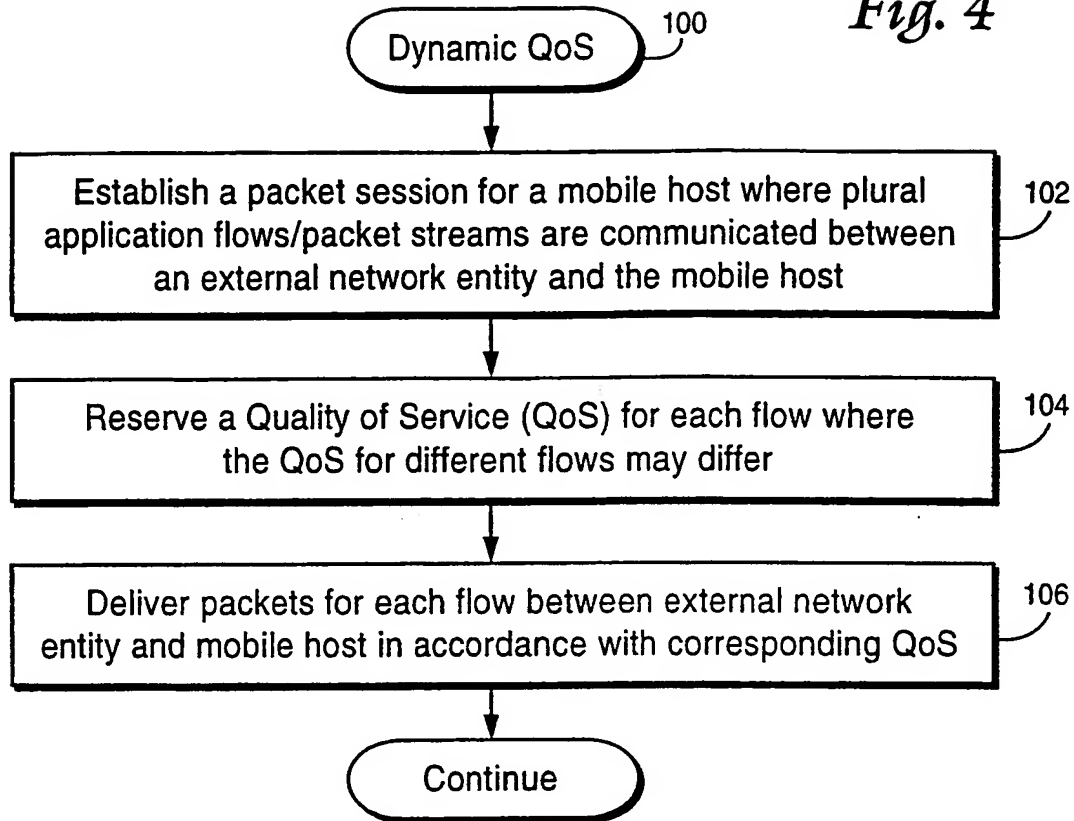 Fig. 4
Dynamic QoS
100
Establish a packet session for a mobile host where plural
application flows/packet streams are communicated between
an external network entity and the mobile host
102
Reserve a Quality of Service (QoS) for each flow where
the QoS for different flows may differ
104
Deliver packets for each flow between external network
entity and mobile host in accordance with corresponding QoS
106
Continue